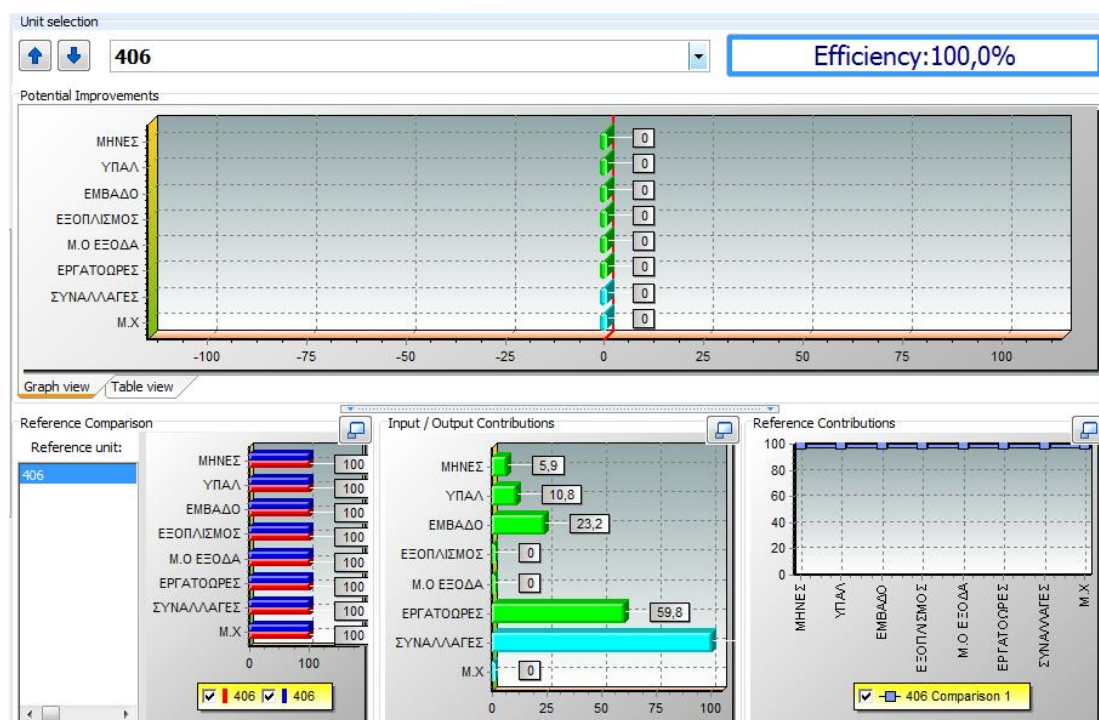 Unit selection
406
Efficiency:100,0%
Potential Improvements
ΜΗΝΕΣ 0
ΥΠΑΛ 0
ΕΜΒΑΔΟ 0
ΕΞΟΠΛΙΣΜΟΣ 0
Μ.Ο ΕΞΟΔΑ 0
ΕΡΓΑΤΟΩΡΕΣ 0
ΣΥΝΑΛΛΑΓΕΣ 0
Μ.Χ 0
-100 -75 -50 -25 0 25 50 75 100
Graph view Table view
Reference Comparison
Reference unit:
406
ΜΗΝΕΣ 100
ΥΠΑΛ 100
ΕΜΒΑΔΟ 100
ΕΞΟΠΛΙΣΜΟΣ 100
Μ.Ο ΕΞΟΔΑ 100
ΕΡΓΑΤΟΩΡΕΣ 100
ΣΥΝΑΛΛΑΓΕΣ 100
Μ.Χ 100
0 100
406 406
Input / Output Contributions
ΜΗΝΕΣ 5,9
ΥΠΑΛ 10,8
ΕΜΒΑΔΟ 23,2
ΕΞΟΠΛΙΣΜΟΣ 0
Μ.Ο ΕΞΟΔΑ 0
ΕΡΓΑΤΟΩΡΕΣ 59,8
ΣΥΝΑΛΛΑΓΕΣ
Μ.Χ 0
0 25 50 75 100
Reference Contributions
100
80
60
40
20
0
ΜΗΝΕΣ
ΥΠΑΛ
ΕΜΒΑΔΟ
ΕΞΟΠΛΙΣΜΟΣ
Μ.Ο ΕΞΟΔΑ
ΕΡΓΑΤΟΩΡΕΣ
ΣΥΝΑΛΛΑΓΕΣ
Μ.Χ
406 Comparison 1